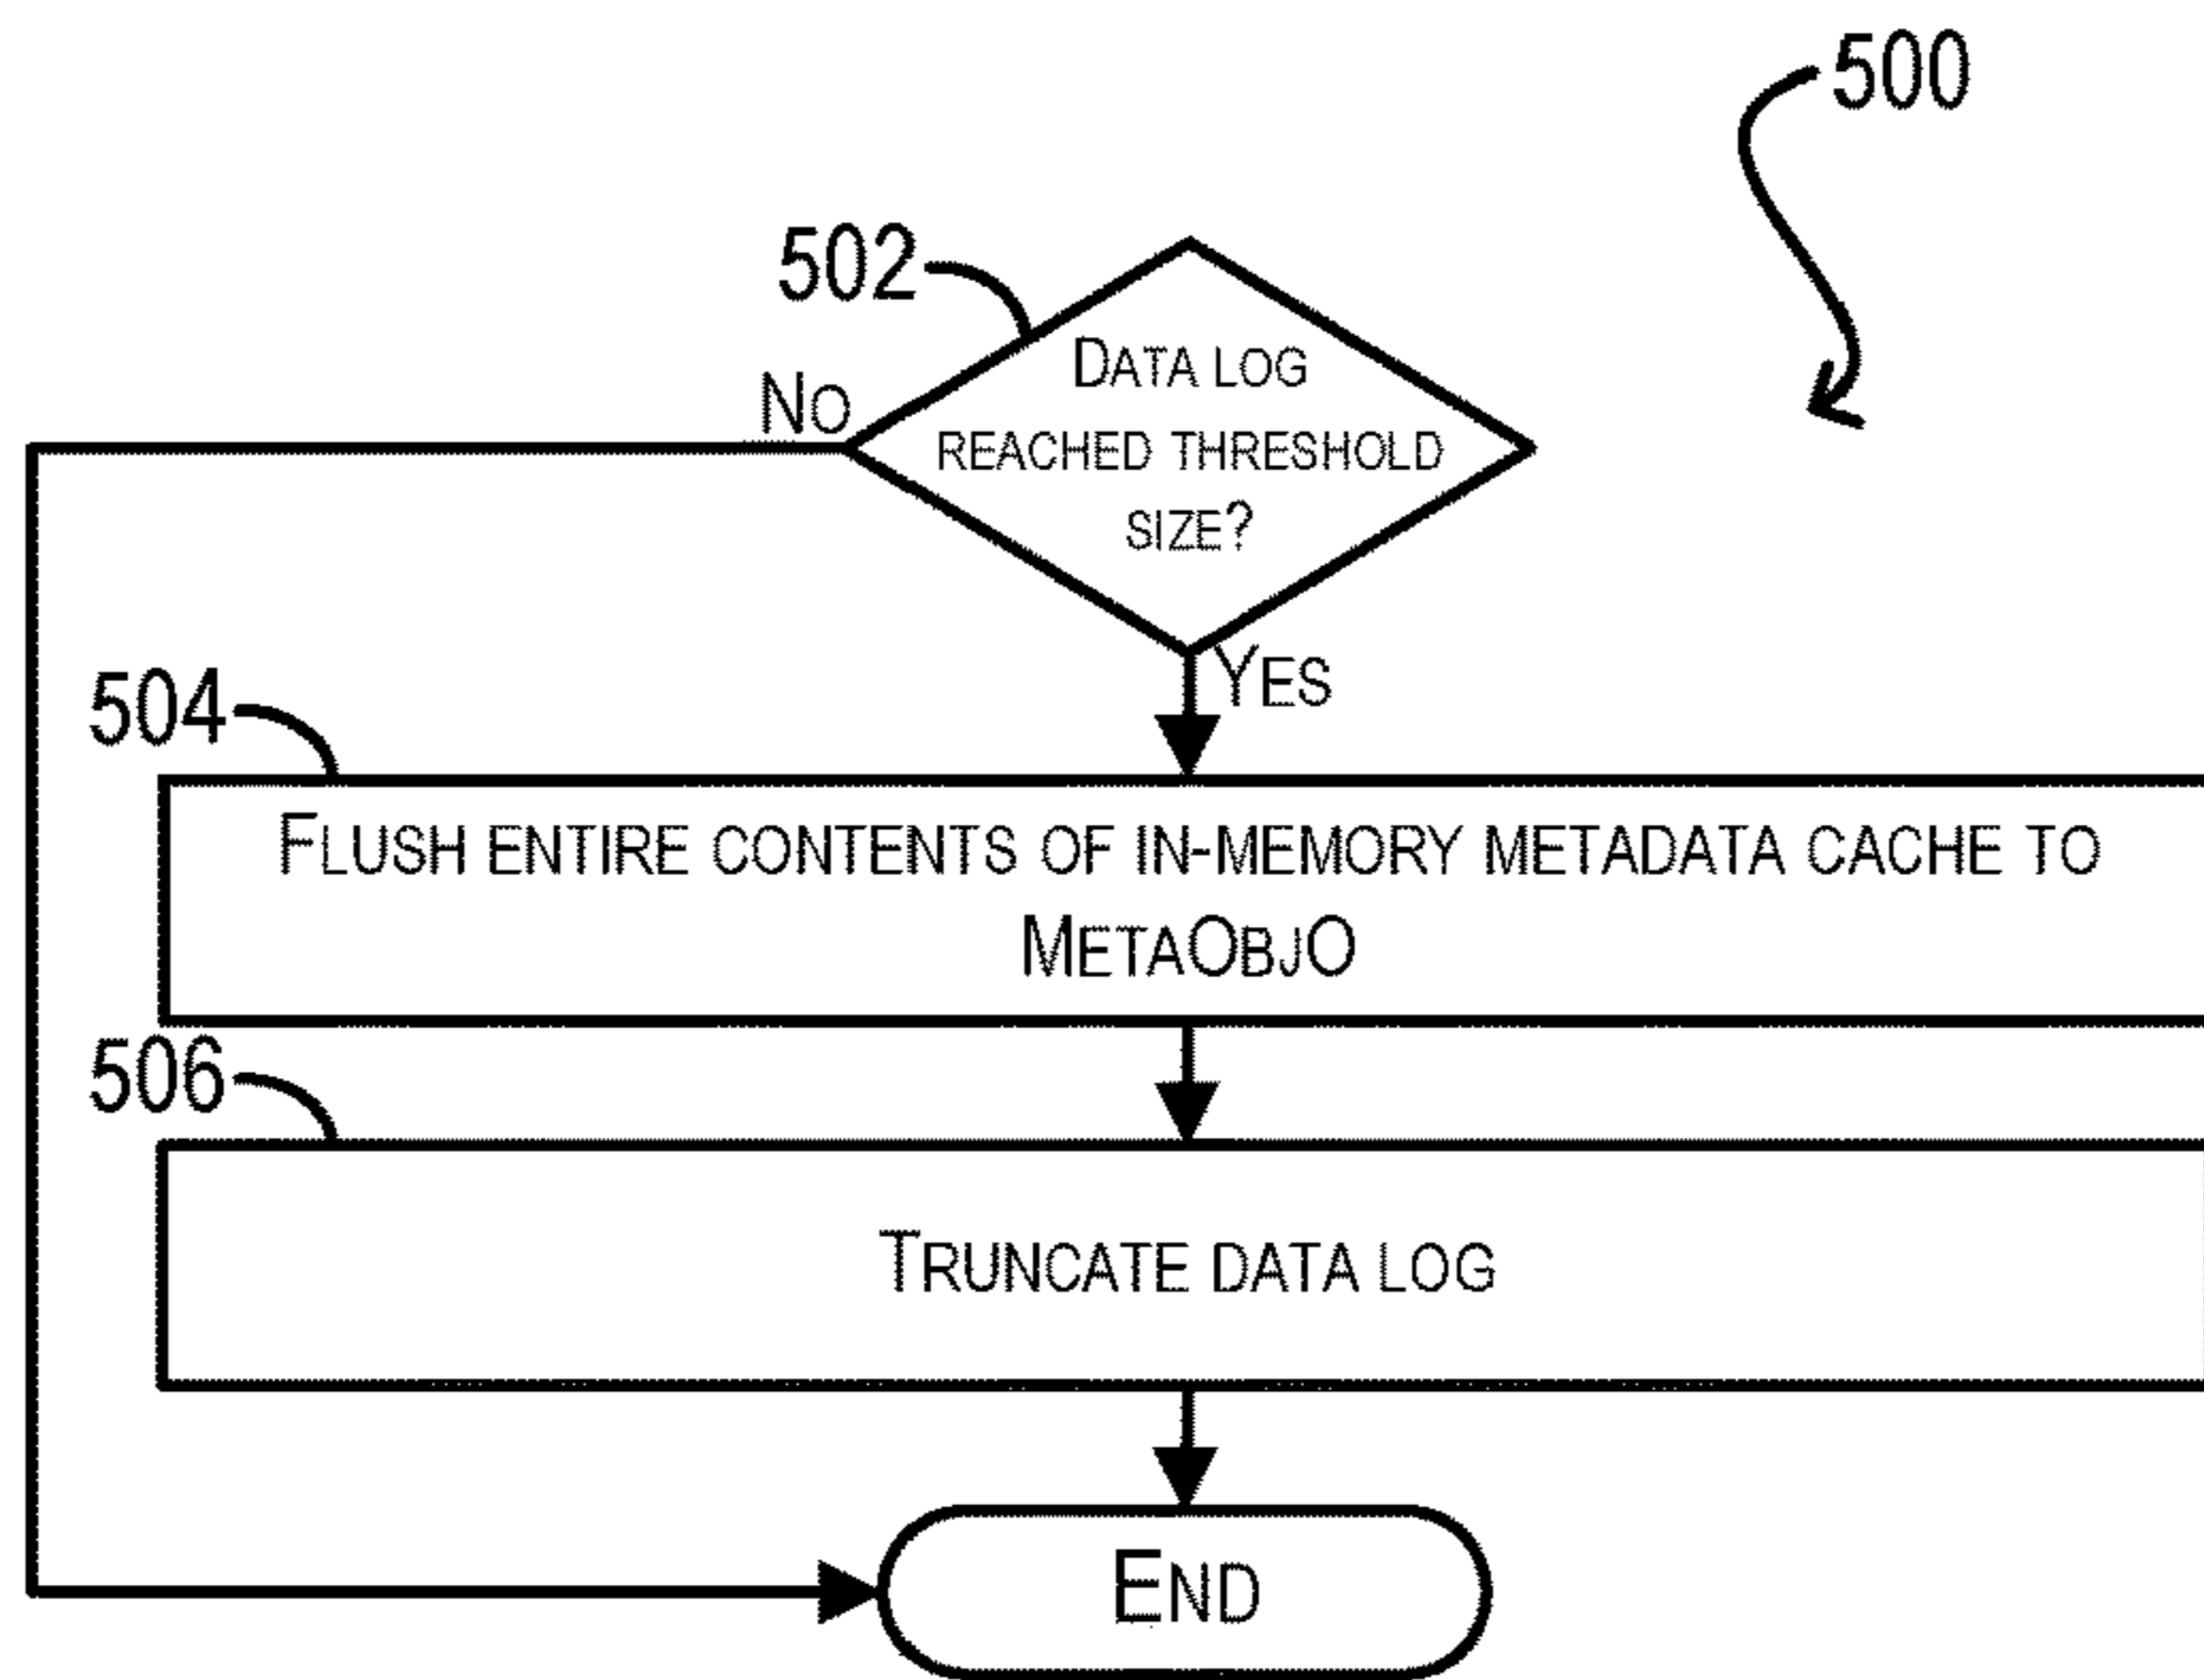 500
502
DATA LOG
REACHED THRESHOLD
SIZE?
NO
YES
504
FLUSH ENTIRE CONTENTS OF IN-MEMORY METADATA CACHE TO
METAOBJO
506
TRUNCATE DATA LOG
END